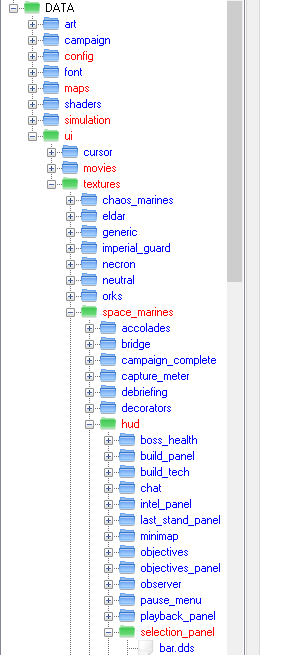 DATA
art
campaign
config
font
maps
shaders
simulation
ui
cursor
movies
textures
chaos_marines
eldar
generic
imperial_guard
necron
neutral
orks
space_marines
accolades
bridge
campaign_complete
capture_meter
debriefing
decorators
hud
boss_health
build_panel
build_tech
chat
intel_panel
last_stand_panel
minimap
objectives
objectives_panel
observer
pause_menu
playback_panel
selection_panel
bar.dds